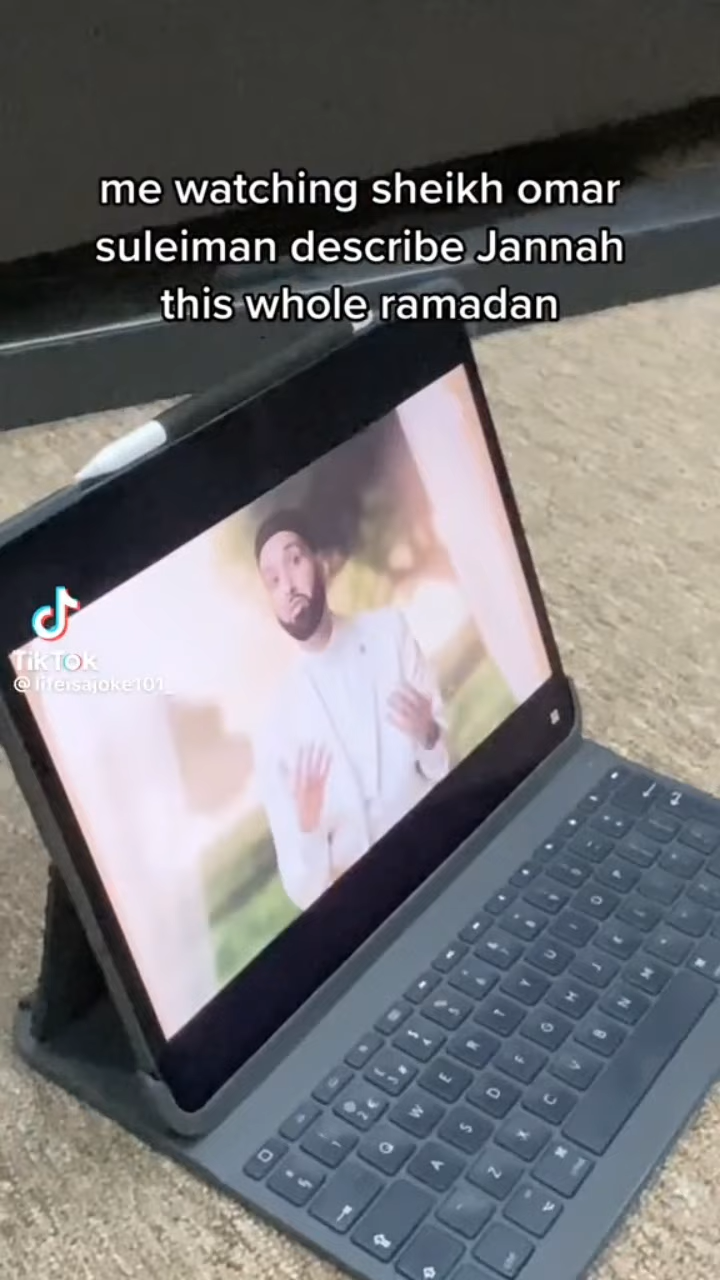 me watching sheikh omar
suleiman describe Jannah
this whole ramadan
TikTok
@lifeisajoke101_